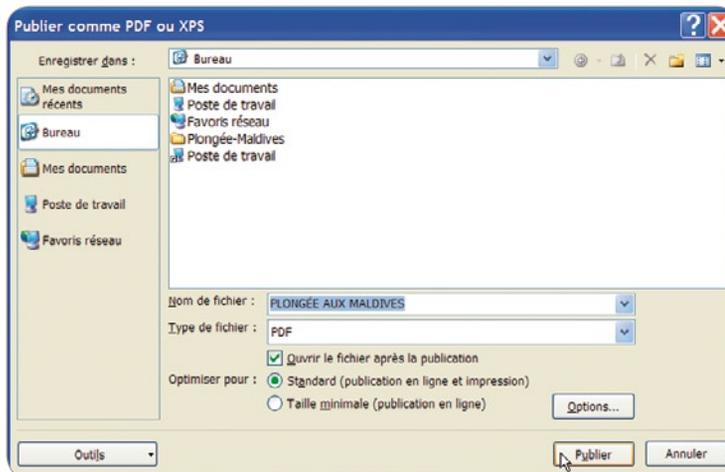 Publier comme PDF ou XPS
Enregistrer dans :
Bureau
Mes documents
récents
Bureau
Mes documents
Poste de travail
Favoris réseau
Mes documents
Poste de travail
Favoris réseau
Plongée-Maldives
Poste de travail
Nom de fichier :
PLONGÉE AUX MALDIVES
Type de fichier :
PDF
Ouvrir le fichier après la publication
Optimiser pour :
Standard (publication en ligne et impression)
Taille minimale (publication en ligne)
Options...
Outils
Publier
Annuler